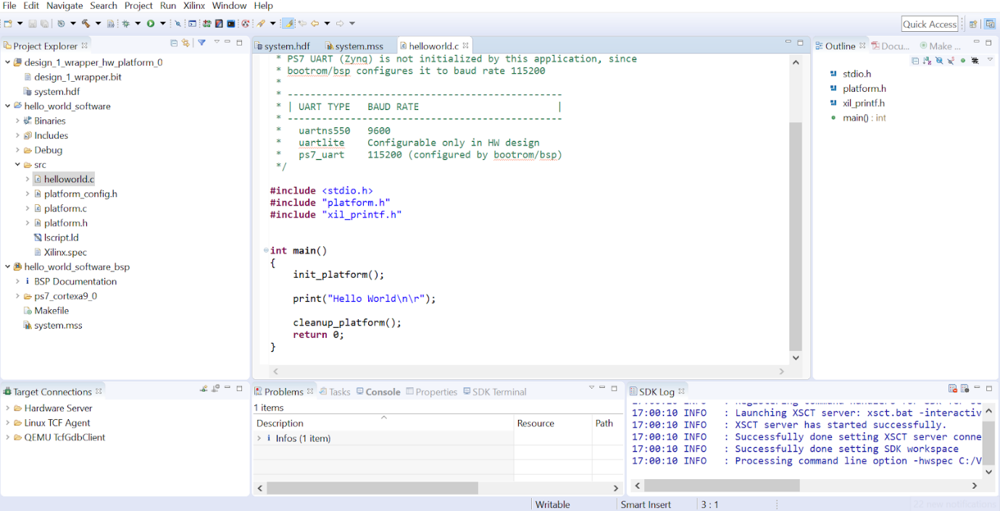 File Edit Navigate Search Project Run Xilinx Window Help
Quick Access
Project Explorer
design_1_wrapper_hw_platform_0
design_1_wrapper.bit
system.hdf
hello_world_software
Binaries
Includes
Debug
src
helloworld.c
platform_config.h
platform.c
platform.h
lscript.ld
Xilinx.spec
hello_world_software_bsp
BSP Documentation
ps7_cortexa9_0
Makefile
system.mss
system.hdf system.mss helloworld.c
* PS7 UART (Zynq) is not initialized by this application, since
* bootrom/bsp configures it to baud rate 115200
*
* ------------------------------------------------
* | UART TYPE   BAUD RATE                        |
* ------------------------------------------------
*   uartns550   9600
*   uartlite    Configurable only in HW design
*   ps7_uart    115200 (configured by bootrom/bsp)
*/
#include <stdio.h>
#include "platform.h"
#include "xil_printf.h"
int main()
{
    init_platform();
    print("Hello World\n\r");
    cleanup_platform();
    return 0;
}
Outline Docu... Make ...
stdio.h
platform.h
xil_printf.h
main() : int
Target Connections
Hardware Server
Linux TCF Agent
QEMU TcfGdbClient
Problems Tasks Console Properties SDK Terminal
1 items
Description Resource Path
Infos (1 item)
SDK Log
17:00:10 INFO : Launching XSCT server: xsct.bat -interactiv
17:00:10 INFO : XSCT server has started successfully.
17:00:10 INFO : Successfully done setting XSCT server conne
17:00:10 INFO : Successfully done setting SDK workspace
17:00:10 INFO : Processing command line option -hwspec C:/V
Writable Smart Insert 3 : 1
22 new notifications